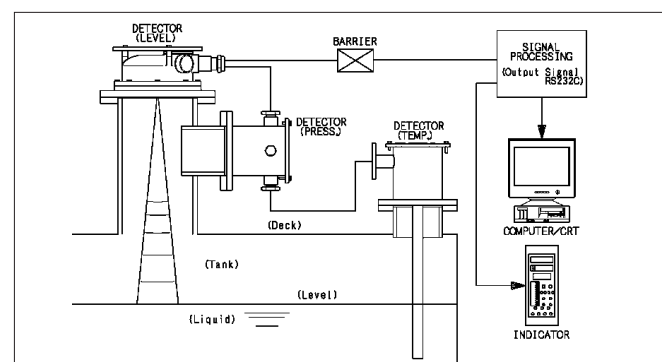 DETECTOR
(LEVEL)
BARRIER
SIGNAL
PROCESSING
(Output Signal
RS232C)
DETECTOR
(PRESS.)
DETECTOR
(TEMP.)
(Deck)
COMPUTER/CRT
(Tank)
(Level)
(Liquid)
INDICATOR